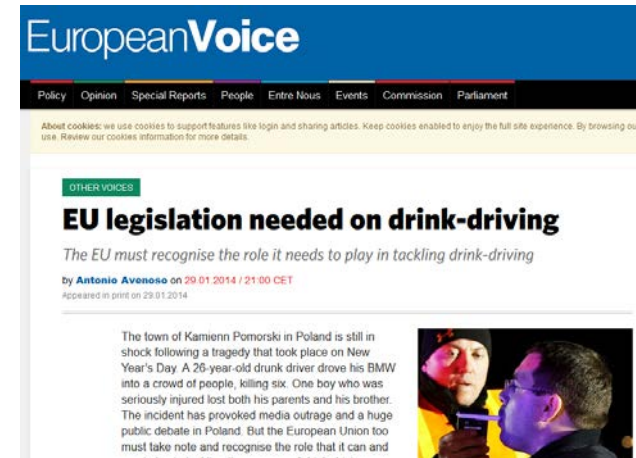 EuropeanVoice
Policy Opinion Special Reports People Entre Nous Events Commission Parliament
About cookies: we use cookies to support features like login and sharing articles. Keep cookies enabled to enjoy the full site experience. By browsing ou
use. Review our cookies information for more details.
OTHER VOICES
EU legislation needed on drink-driving
The EU must recognise the role it needs to play in tackling drink-driving
by Antonio Avenoso on 29.01.2014 / 21:00 CET
Appeared in print on 29.01.2014
The town of Kamienn Pomorski in Poland is still in
shock following a tragedy that took place on New
Year's Day. A 26-year-old drunk driver drove his BMW
into a crowd of people, killing six. One boy who was
seriously injured lost both his parents and his brother.
The incident has provoked media outrage and a huge
public debate in Poland. But the European Union too
must take note and recognise the role that it can and